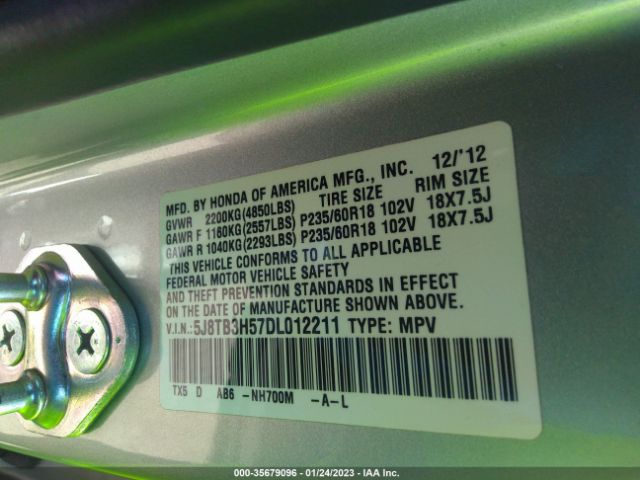 MFD. BY HONDA OF AMERICA MFG., INC. 12/'12
GVWR 2200KG(4850LBS) TIRE SIZE RIM SIZE
GAWR F 1160KG(2557LBS) P235/60R18 102V 18X7.5J
GAWR R 1040KG(2293LBS) P235/60R18 102V 18X7.5J
THIS VEHICLE CONFORMS TO ALL APPLICABLE
FEDERAL MOTOR VEHICLE SAFETY
AND THEFT PREVENTION STANDARDS IN EFFECT
ON THE DATE OF MANUFACTURE SHOWN ABOVE.
V.I.N.:5J8TB3H57DL012211 TYPE: MPV
TX5 D AB6 -NH700M -A-L
000-35679096 - 01/24/2023 - IAA Inc.